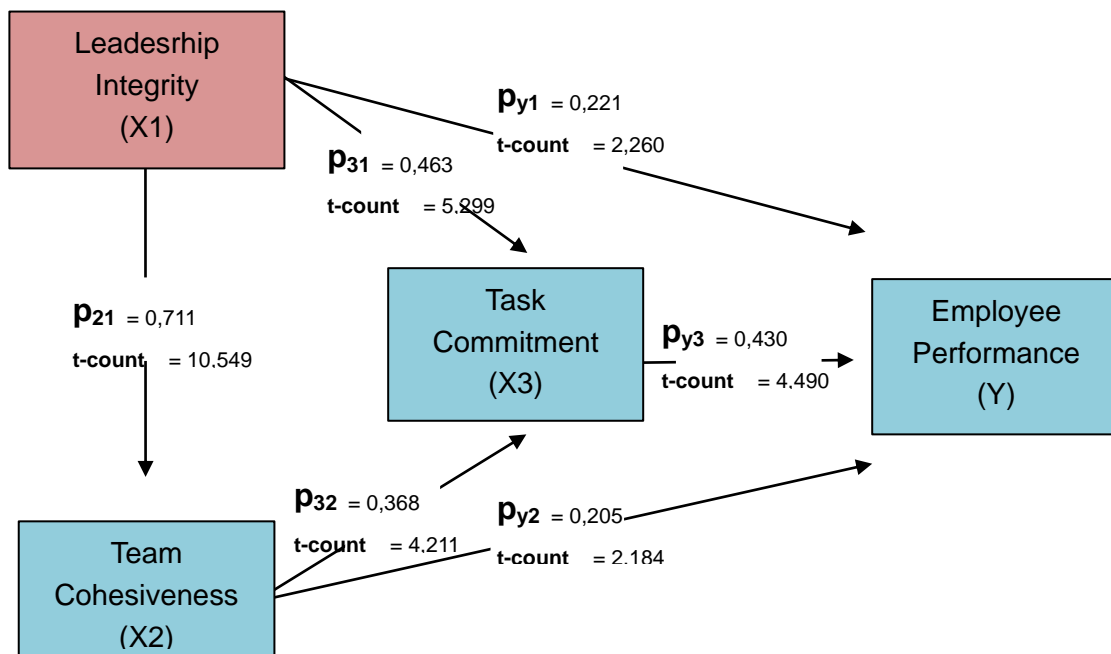 Leadesrhip
Integrity
(X1)
py1 = 0,221
t-count = 2,260
p31 = 0,463
t-count = 5.299
Task
Commitment
(X3)
Employee
Performance
(Y)
p21 = 0,711
t-count = 10,549
py3 = 0,430
t-count = 4,490
p32 = 0,368
t-count = 4,211
py2 = 0,205
t-count = 2.184
Team
Cohesiveness
(X2)